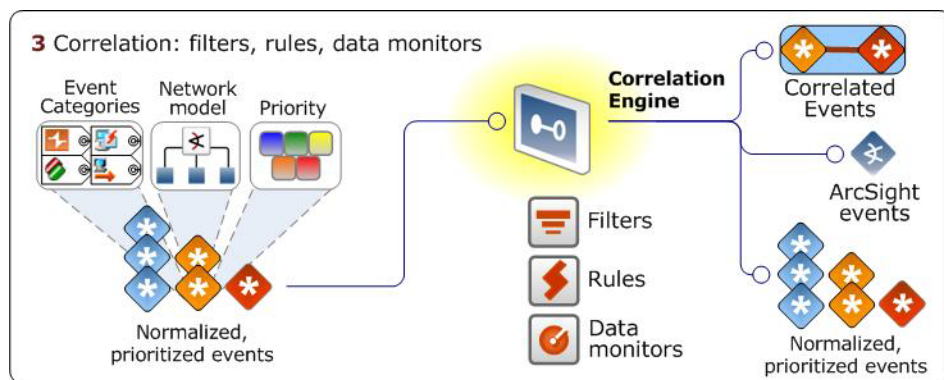 3 Correlation: filters, rules, data monitors
Event
Categories
Network
model
Priority
Normalized,
prioritized events
Correlation
Engine
Filters
Rules
Data
monitors
Correlated
Events
ArcSight
events
Normalized,
prioritized events